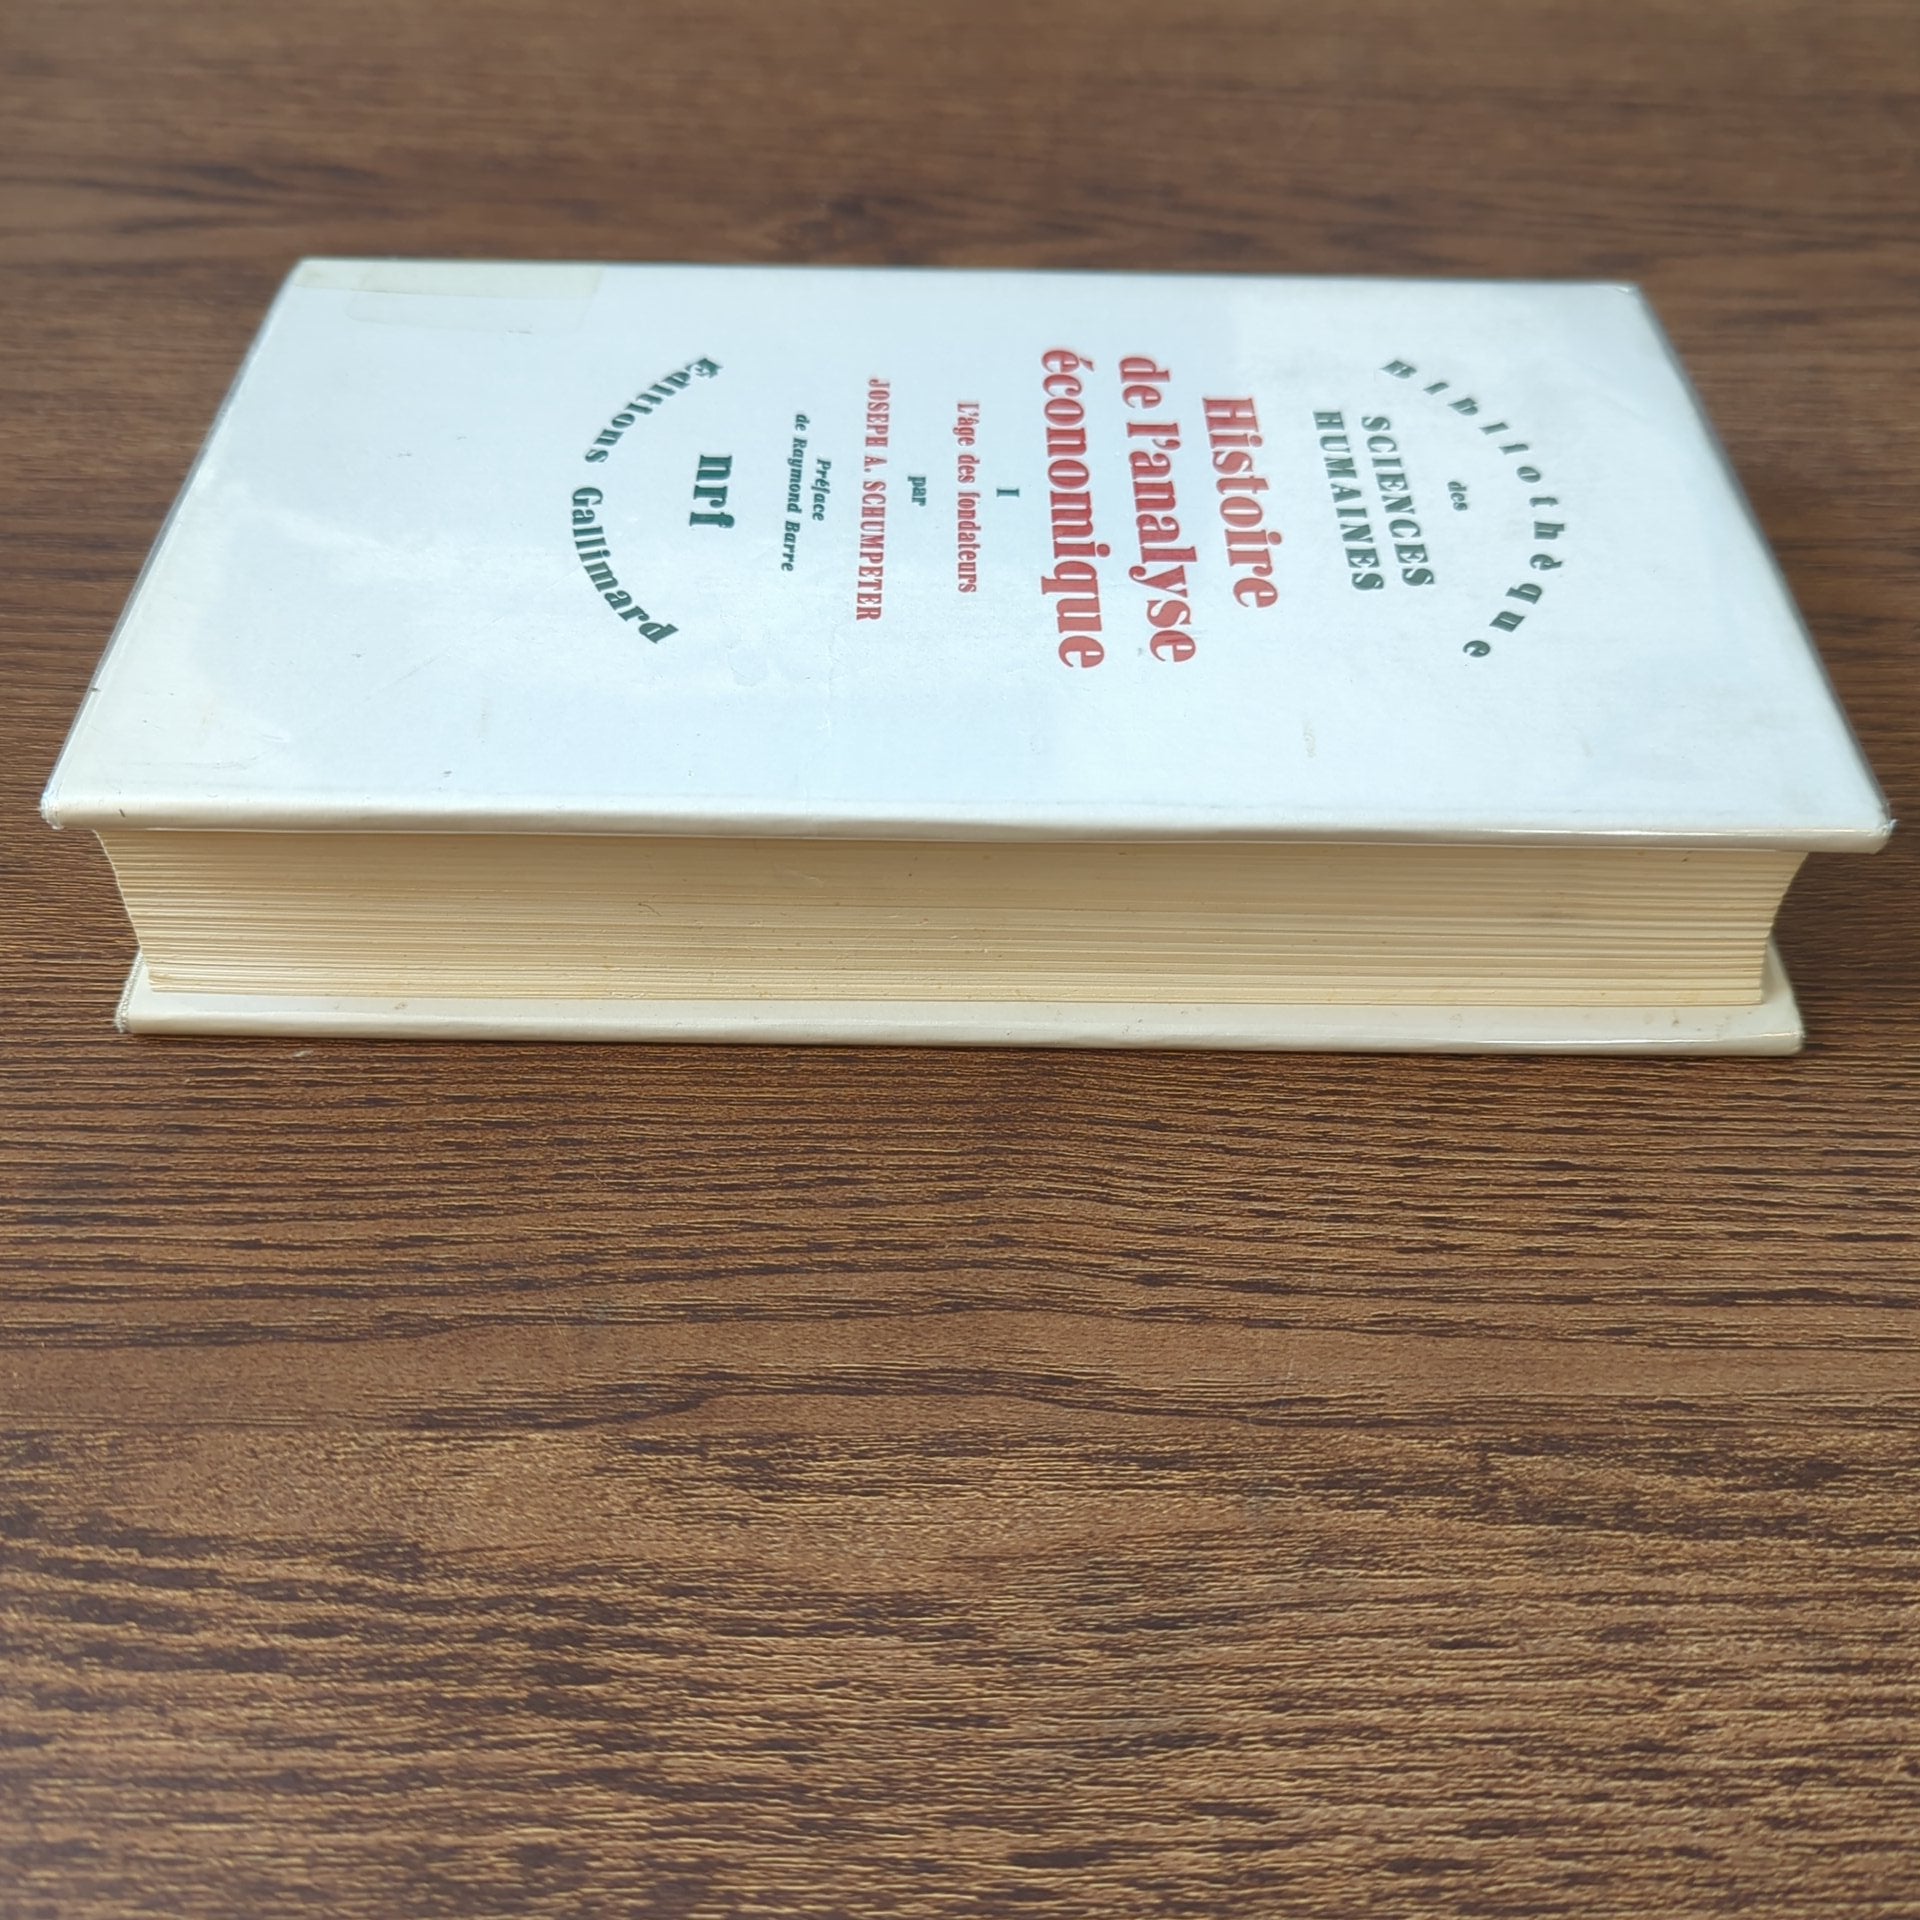 Bibliothèque
des
SCIENCES
HUMAINES
Histoire
de l'analyse
économique
I
L'âge des fondateurs
par
JOSEPH A. SCHUMPETER
Préface
de Raymond Barre
nrf
Éditions Gallimard